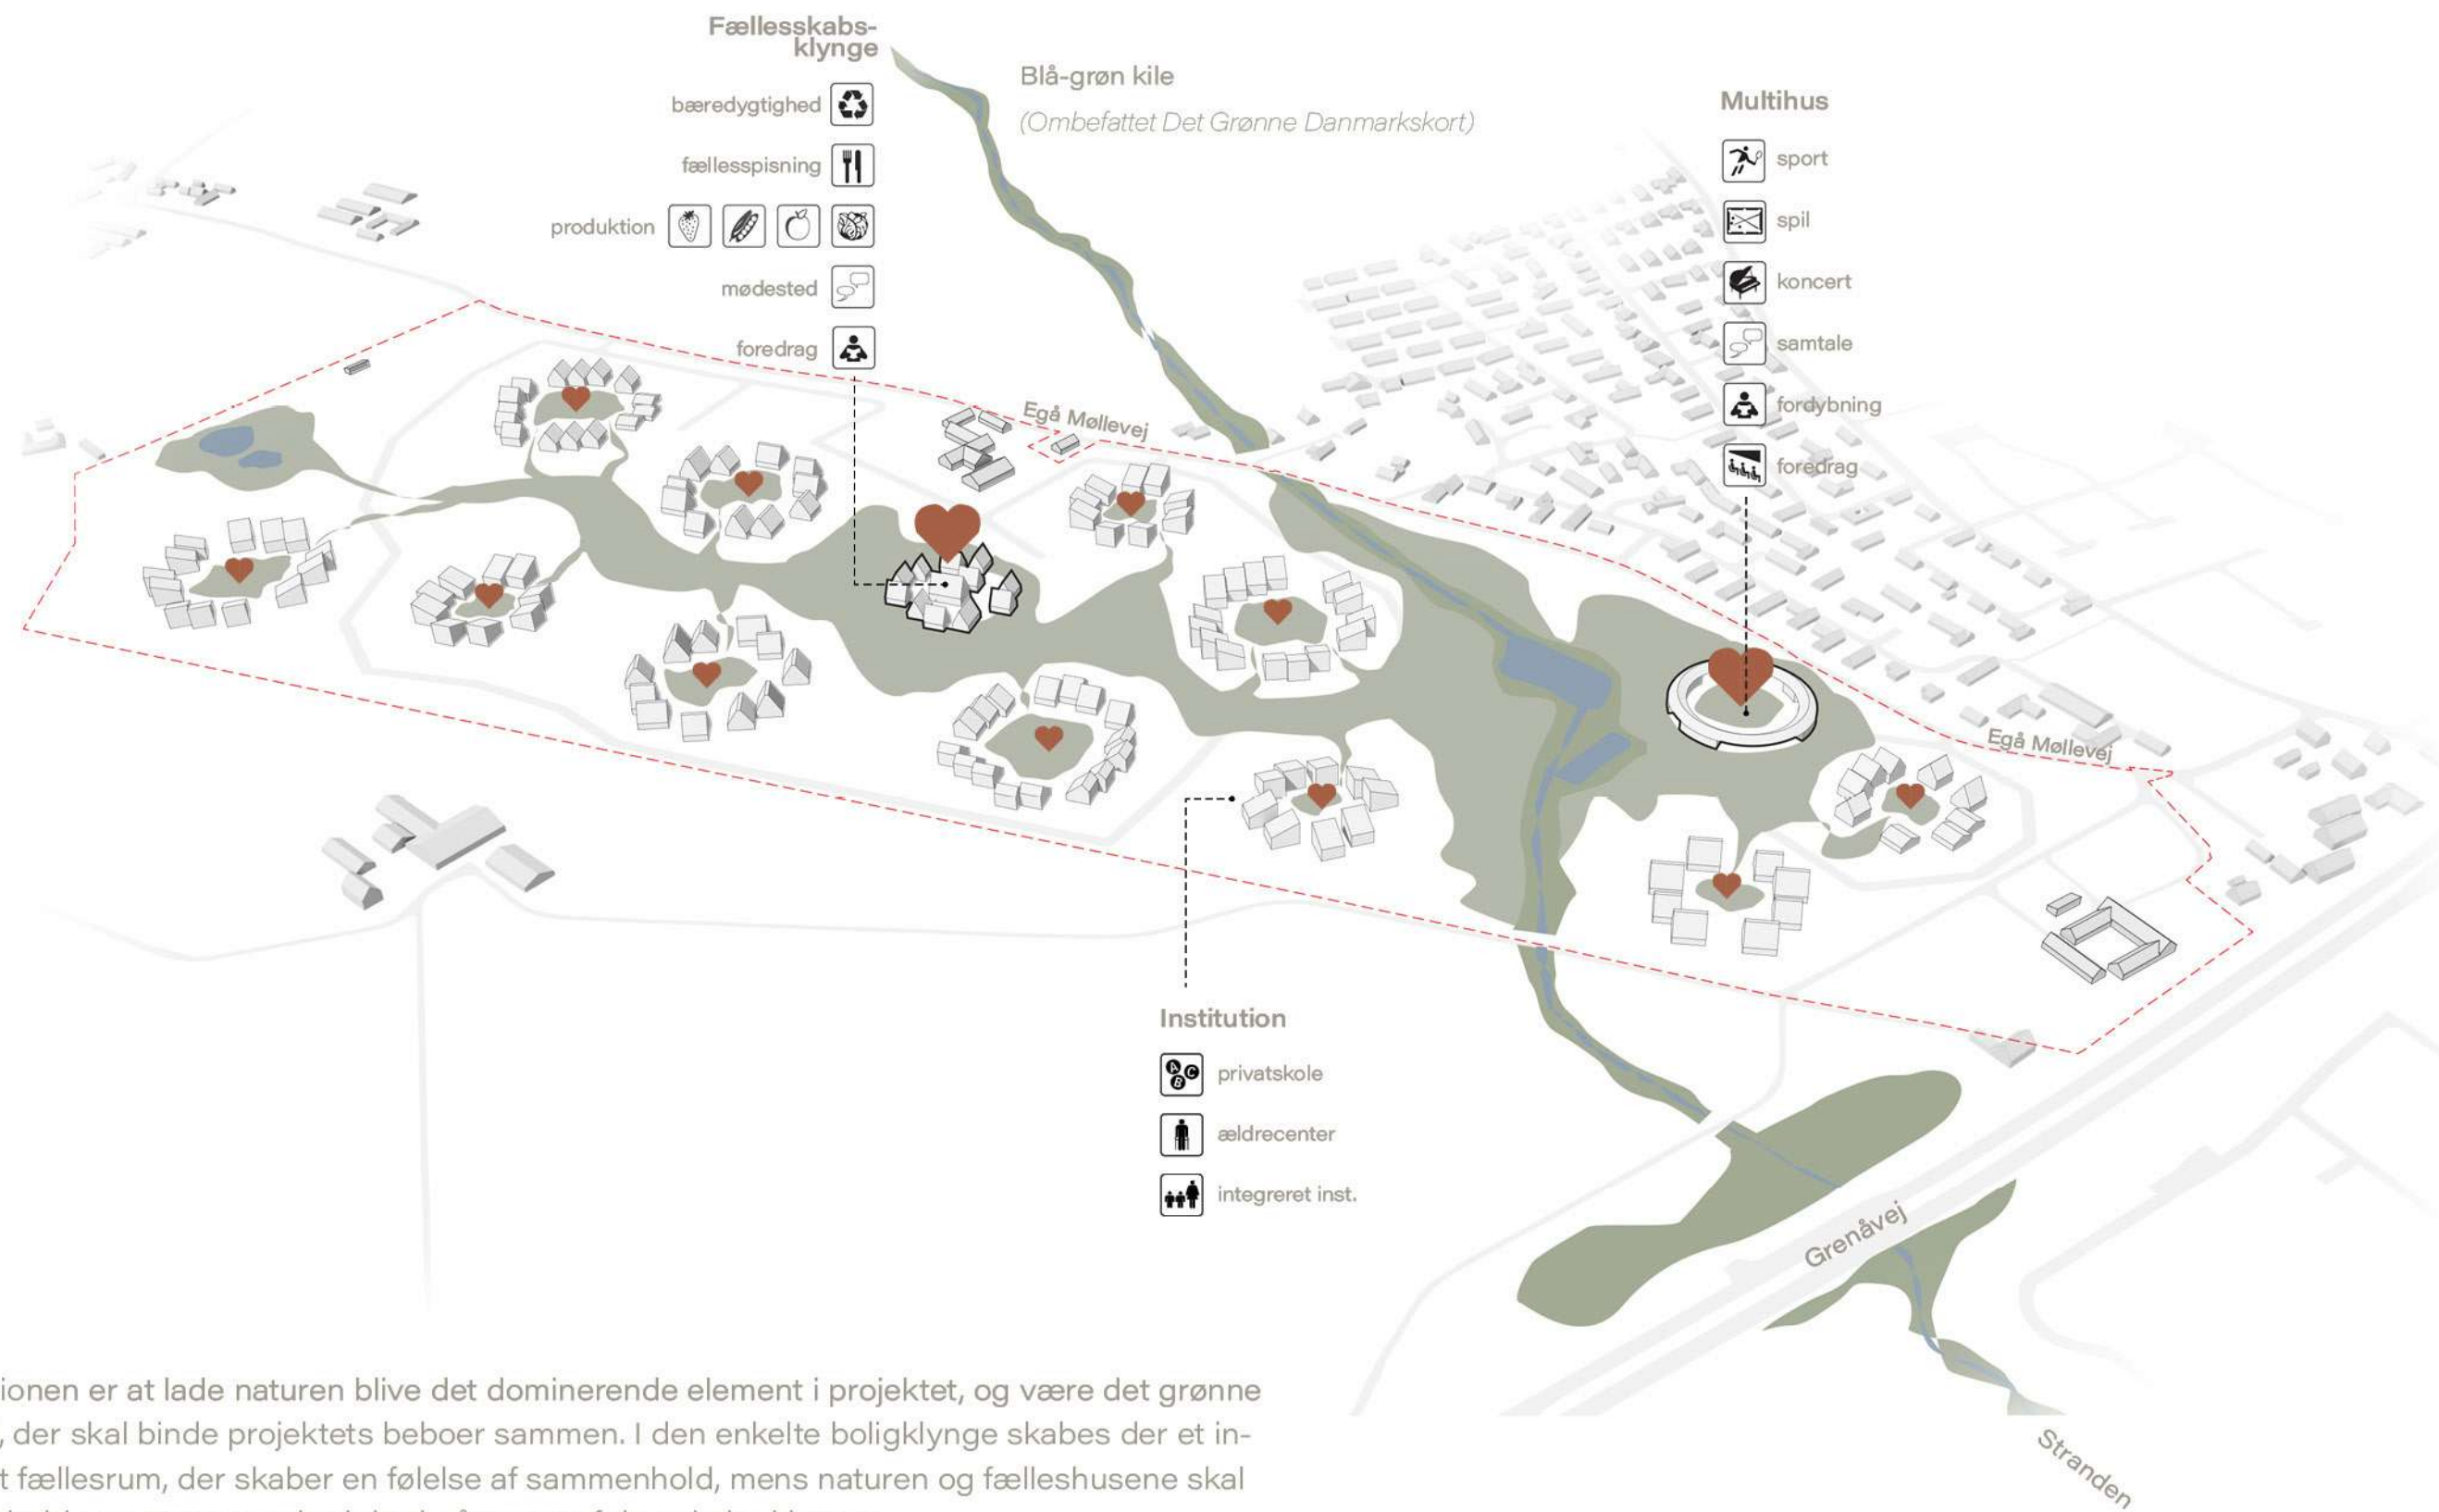 Fællesskabs-
klynge
bæredygtighed
fællesspisning
produktion
mødested
foredrag
Blå-grøn kile
(Ombefattet Det Grønne Danmarkskort)
Multihus
sport
spil
koncert
samtale
fordybning
foredrag
Egå Møllevej
Egå Møllevej
Institution
privatskole
ældrecenter
integreret inst.
Grenåvej
Stranden
ionen er at lade naturen blive det dominerende element i projektet, og være det grønne
, der skal binde projektets beboer sammen. I den enkelte boligklynge skabes der et in-
t fællesrum, der skaber en følelse af sammenhold, mens naturen og fælleshusene skal